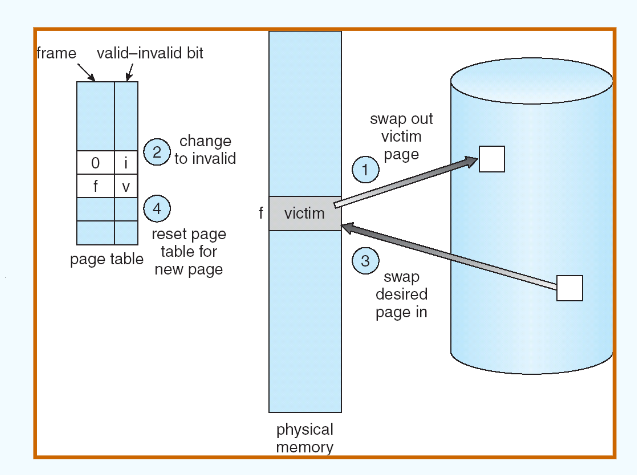 frame
valid–invalid bit
0
i
f
v
page table
2
change
to invalid
4
reset page
table for
new page
f
victim
physical
memory
swap out
victim
page
1
3
swap
desired
page in